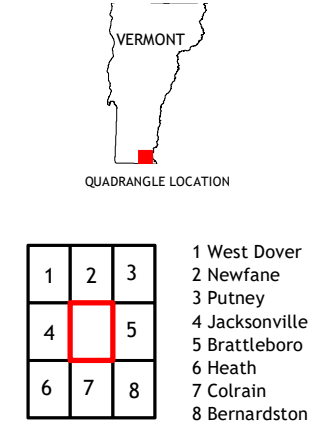 VERMONT
QUADRANGLE LOCATION
1 2 3
4 5
6 7 8
1 West Dover
2 Newfane
3 Putney
4 Jacksonville
5 Brattleboro
6 Heath
7 Colrain
8 Bernardston